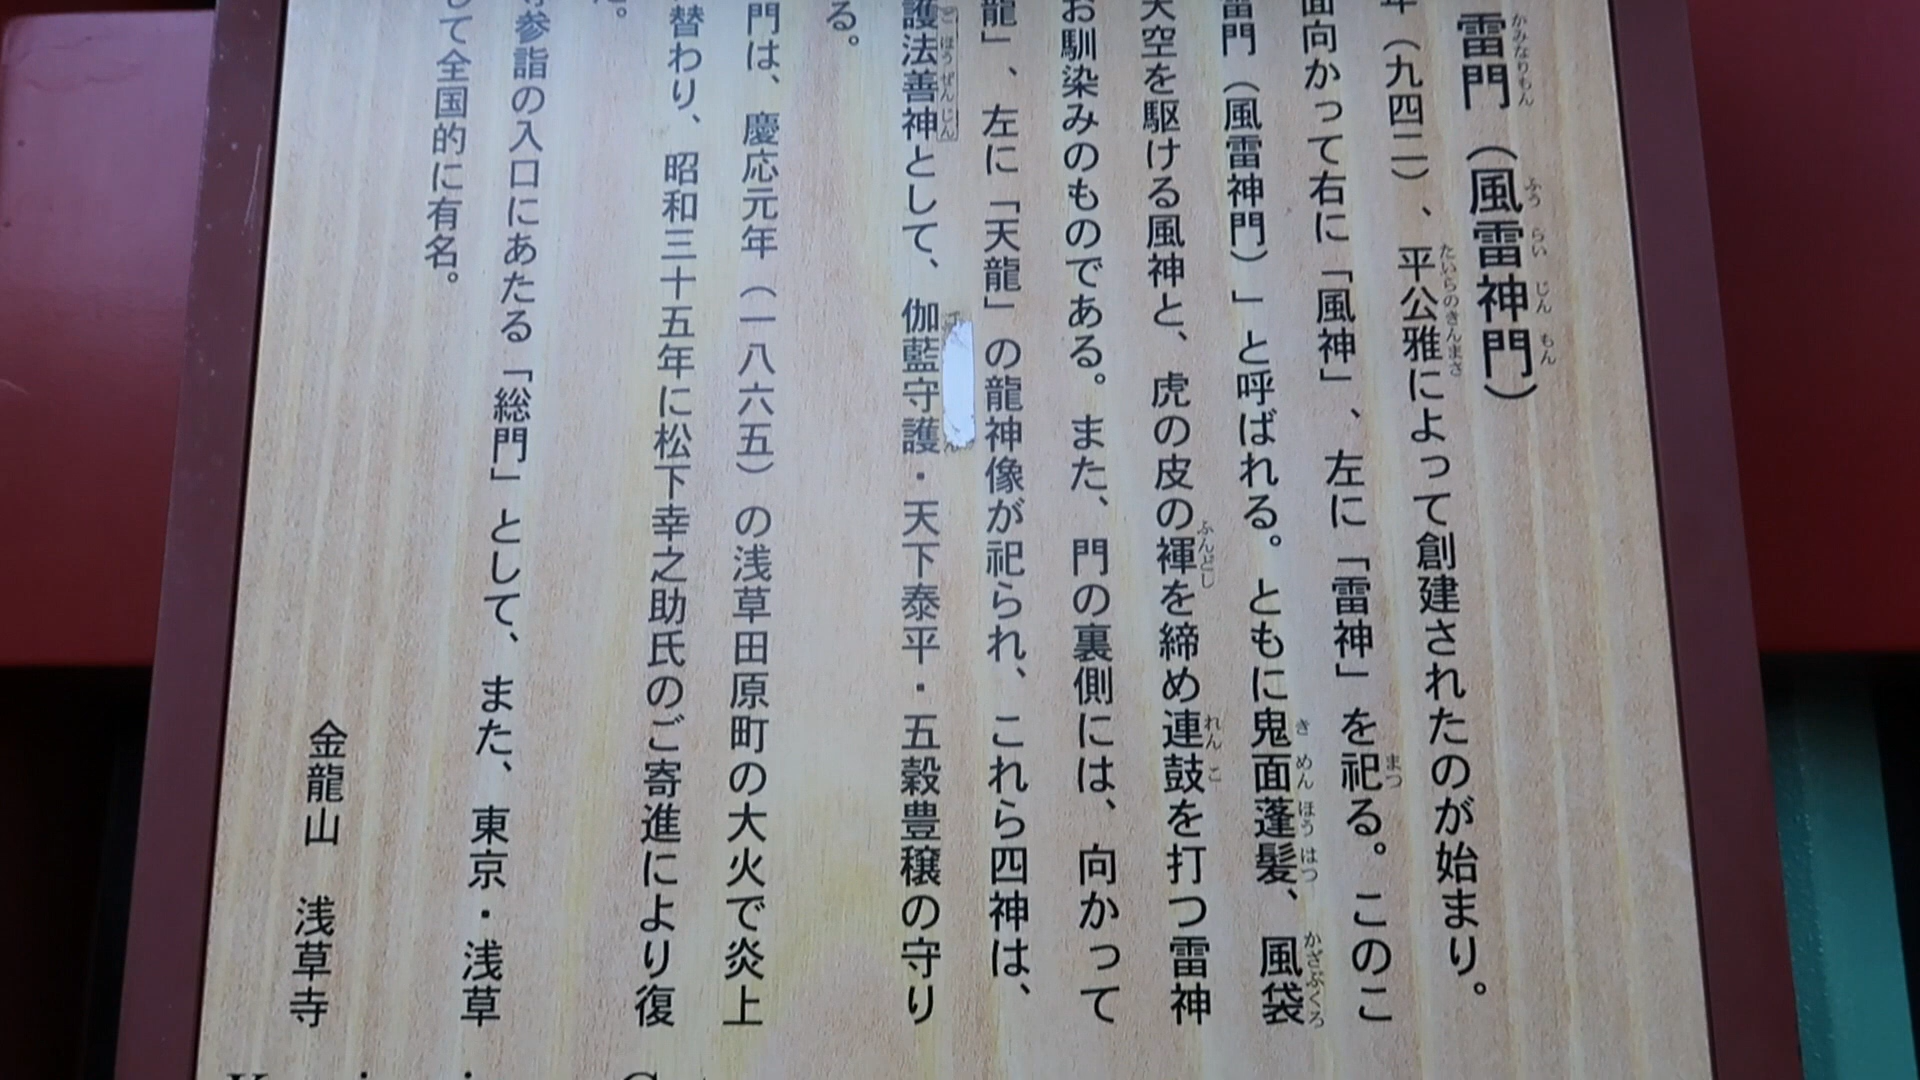 雷門（風雷神門）
年（九四二）、平公雅によって創建されたのが始まり。
面向かって右に「風神」、左に「雷神」を祀る。このこ
雷門（風雷神門）」と呼ばれる。ともに鬼面蓬髪、風袋
天空を駆ける風神と、虎の皮の褌を締め連鼓を打つ雷神
お馴染みのものである。また、門の裏側には、向かって
龍」、左に「天龍」の龍神像が祀られ、これら四神は、
護法善神として、伽藍守護・天下泰平・五穀豊穣の守り
る。
門は、慶応元年（一八六五）の浅草田原町の大火で炎上
替わり、昭和三十五年に松下幸之助氏のご寄進により復
た。
参詣の入口にあたる「総門」として、また、東京・浅草
して全国的に有名。
金龍山　浅草寺